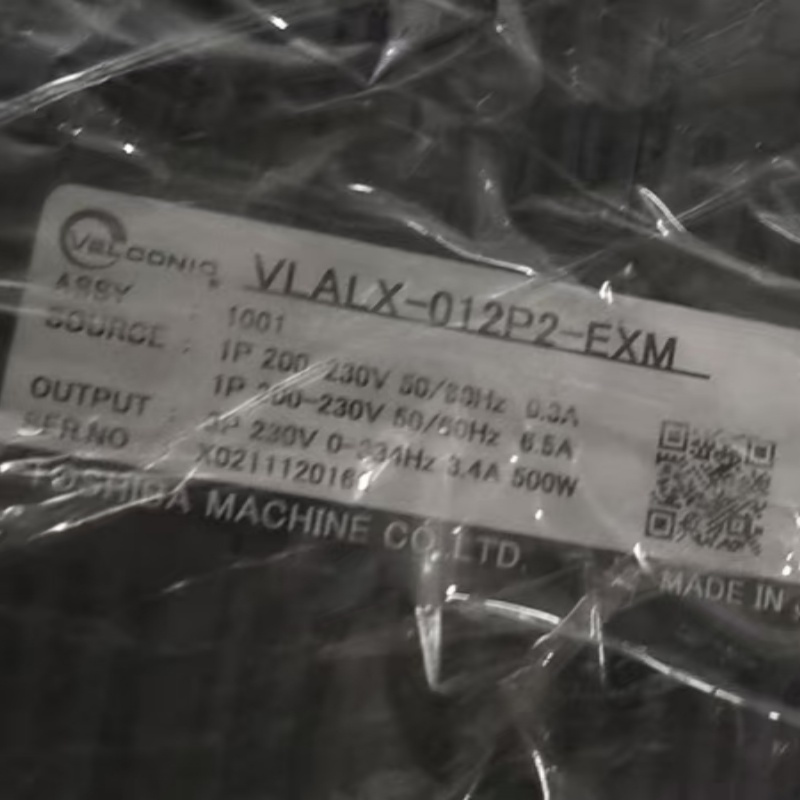 VELCONIC VLALX-012P2-EXM
ASSY : 1001
SOURCE : 1P 200-230V 50/60Hz 0.3A
1P 200-230V 50/60Hz 6.5A
OUTPUT : 3P 230V 0-334Hz 3.4A 500W
SER.NO X021112016
TOSHIBA MACHINE CO.,LTD.
MADE IN